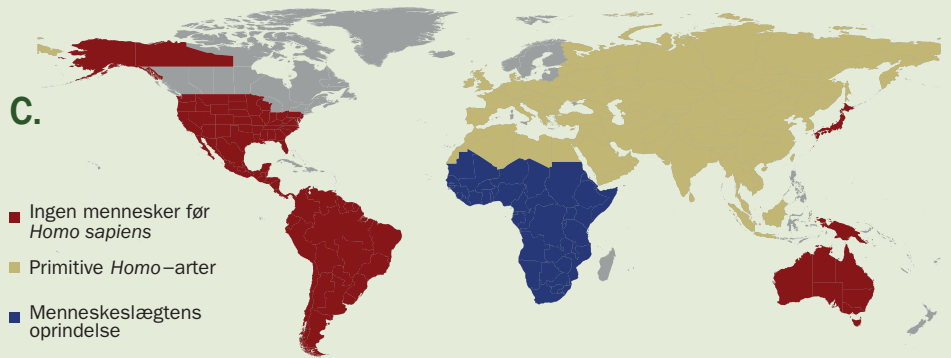 C.
Ingen mennesker før
Homo sapiens
Primitive Homo–arter
Menneskeslægtens
oprindelse